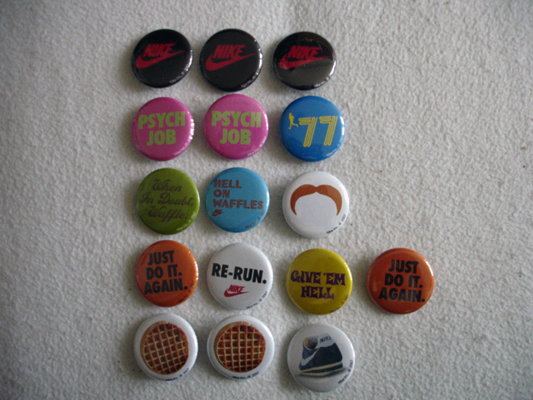 NIKE
NIKE
NIKE
PSYCH
JOB
PSYCH
JOB
'77
When
In Doubt,
Waffle
HELL
ON
WAFFLES
JUST
DO IT.
AGAIN.
RE-RUN.
NIKE
GIVE 'EM
HELL
JUST
DO IT.
AGAIN.